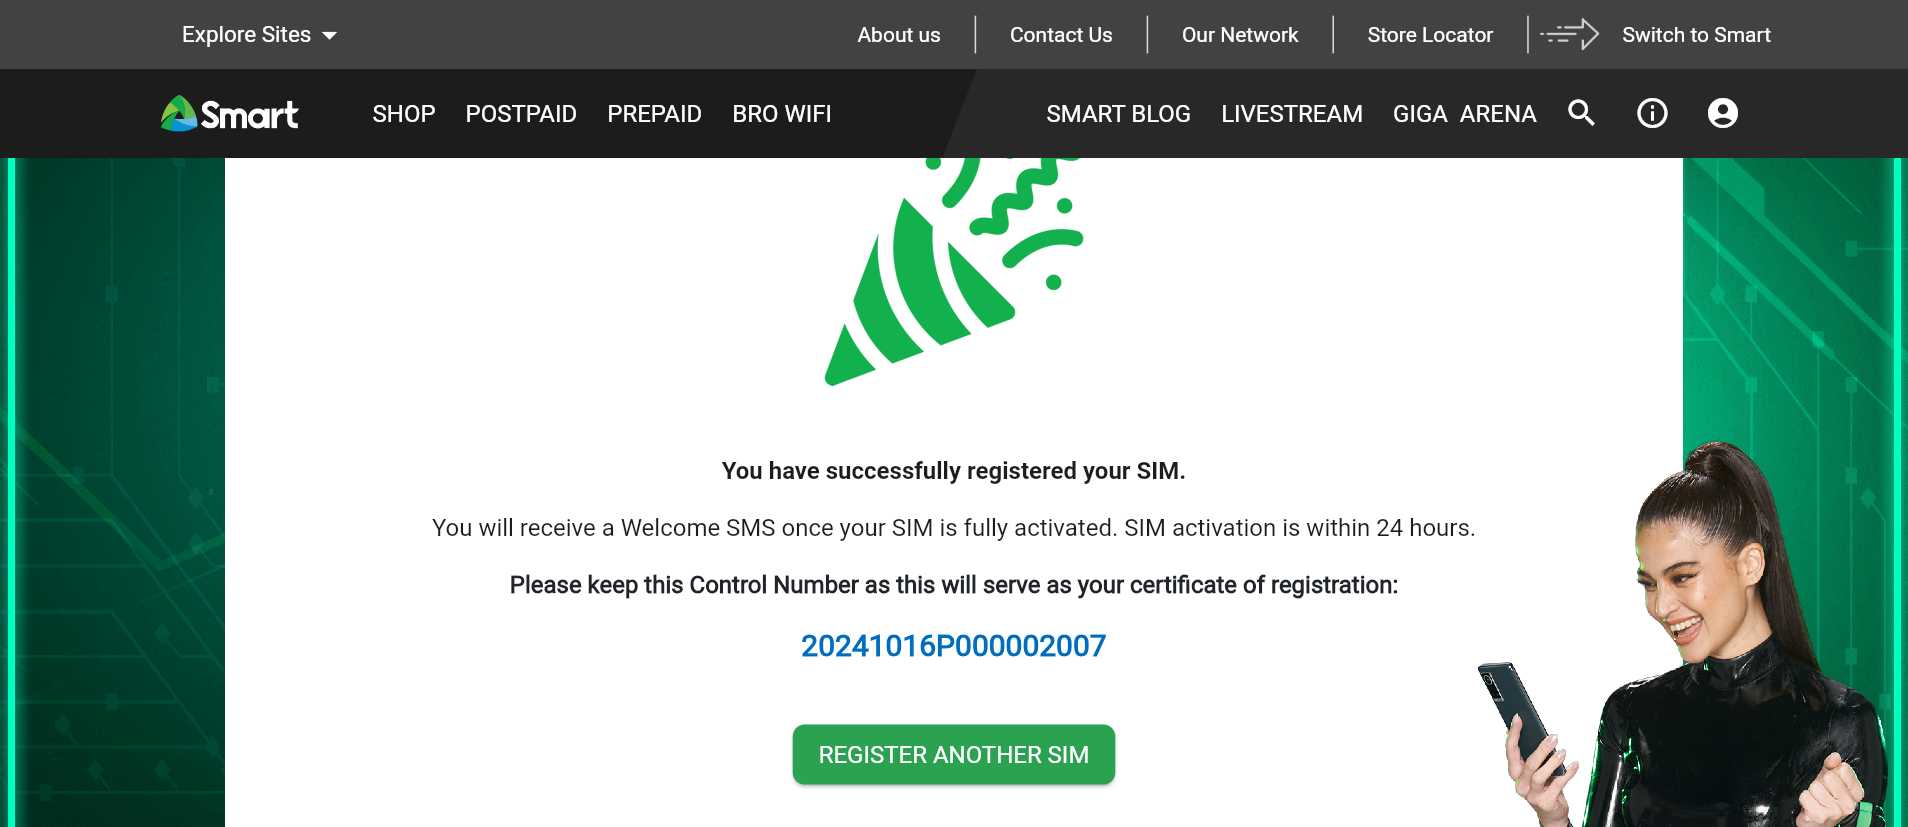 Explore Sites
About us
Contact Us
Our Network
Store Locator
Switch to Smart
Smart
SHOP
POSTPAID
PREPAID
BRO WIFI
SMART BLOG
LIVESTREAM
GIGA ARENA
You have successfully registered your SIM.
You will receive a Welcome SMS once your SIM is fully activated. SIM activation is within 24 hours.
Please keep this Control Number as this will serve as your certificate of registration:
20241016P000002007
REGISTER ANOTHER SIM